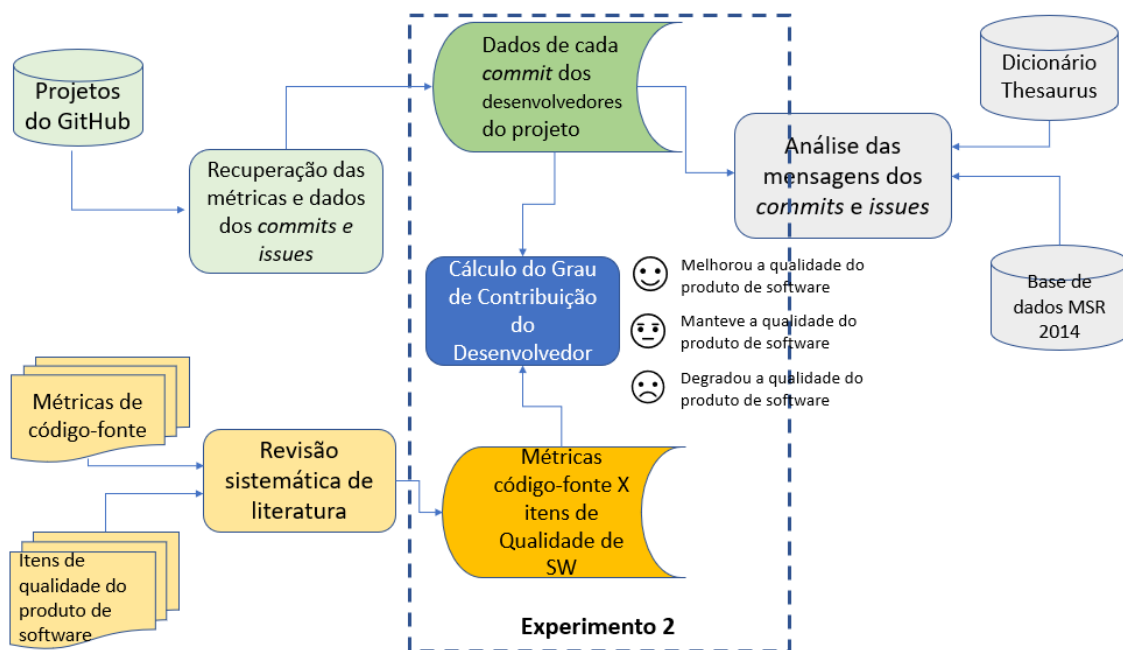 Projetos
do GitHub
Recuperação das
métricas e dados
dos commits e
issues
Dados de cada
commit dos
desenvolvedores
do projeto
Dicionário
Thesaurus
Análise das
mensagens dos
commits e issues
Base de
dados MSR
2014
Cálculo do Grau
de Contribuição
do
Desenvolvedor
Melhorou a qualidade do
produto de software
Manteve a qualidade do
produto de software
Degradou a qualidade do
produto de software
Métricas de
código-fonte
Revisão
sistemática de
literatura
Itens de
qualidade do
produto de
software
Métricas
código-fonte X
itens de
Qualidade de
SW
Experimento 2